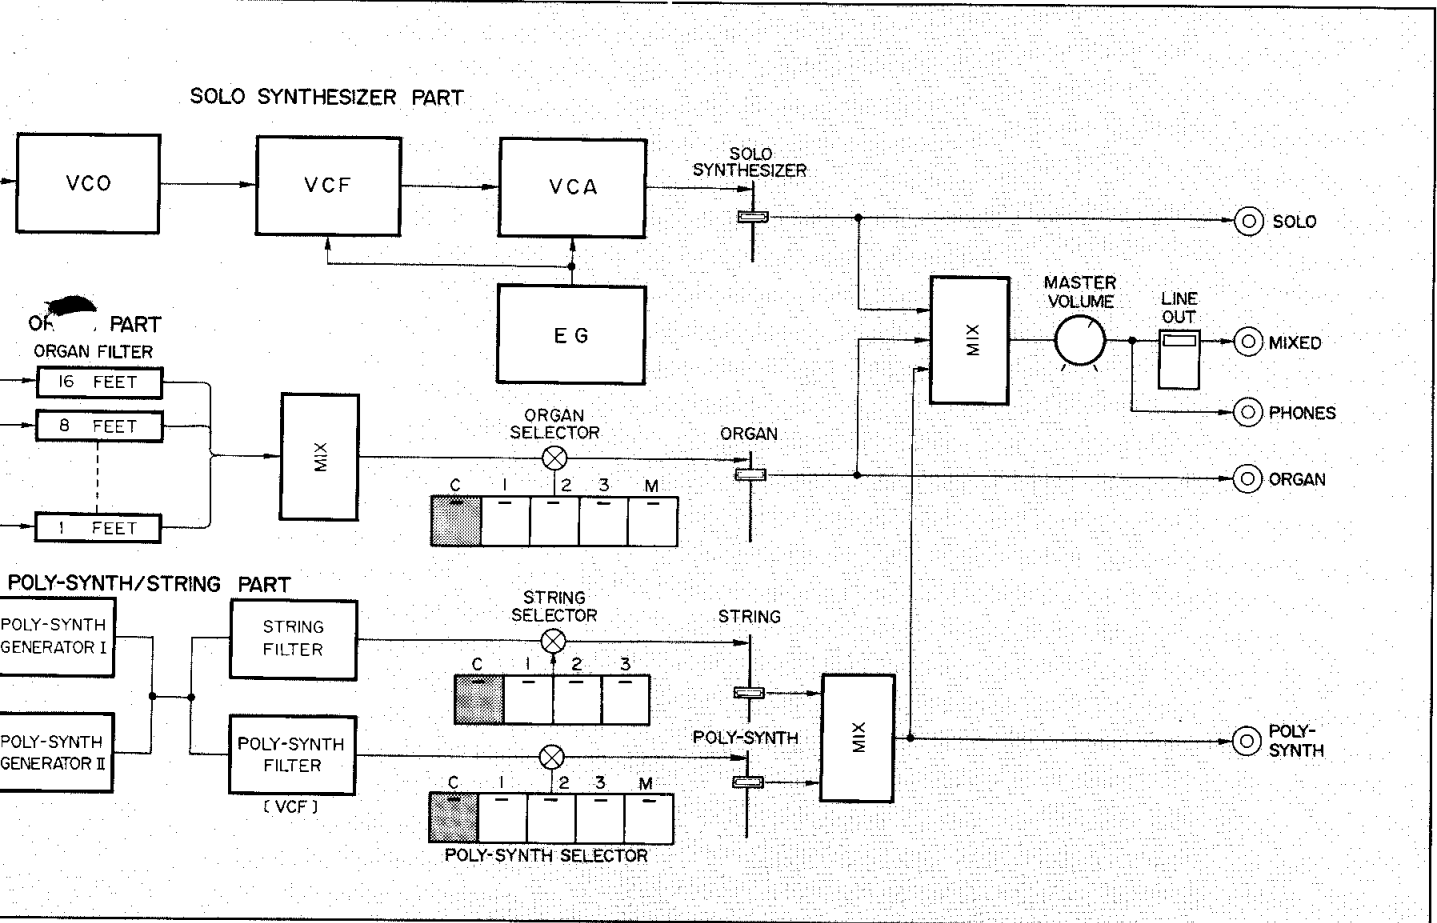 SOLO SYNTHESIZER PART
VCO
VCF
VCA
SOLO
SYNTHESIZER
SOLO
EG
MIX
MASTER
VOLUME
LINE
OUT
MIXED
PHONES
PART
ORGAN FILTER
16 FEET
8 FEET
1 FEET
MIX
ORGAN
SELECTOR
C 1 2 3 M
ORGAN
ORGAN
POLY-SYNTH/STRING PART
POLY-SYNTH
GENERATOR I
POLY-SYNTH
GENERATOR II
STRING
FILTER
POLY-SYNTH
FILTER
[VCF]
STRING
SELECTOR
C 1 2 3
STRING
POLY-SYNTH
C 1 2 3 M
POLY-SYNTH SELECTOR
MIX
POLY-
SYNTH